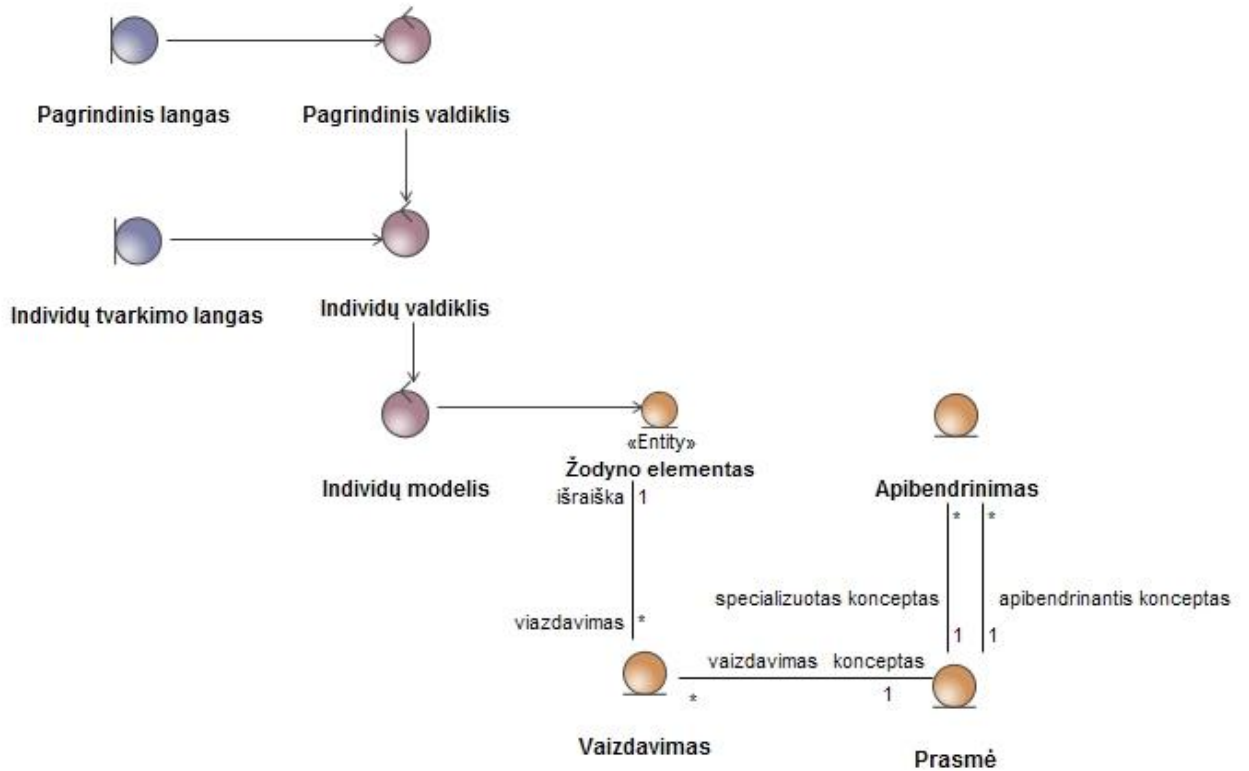 Pagrindinis langas
Pagrindinis valdiklis
Individų tvarkimo langas
Individų valdiklis
Individų modelis
«Entity»
Žodyno elementas
išraiška 1
viazdavimas *
Apibendrinimas
* *
specializuotas konceptas
apibendrinantis konceptas
1 1
vaizdavimas konceptas
* 1
Vaizdavimas
Prasmė